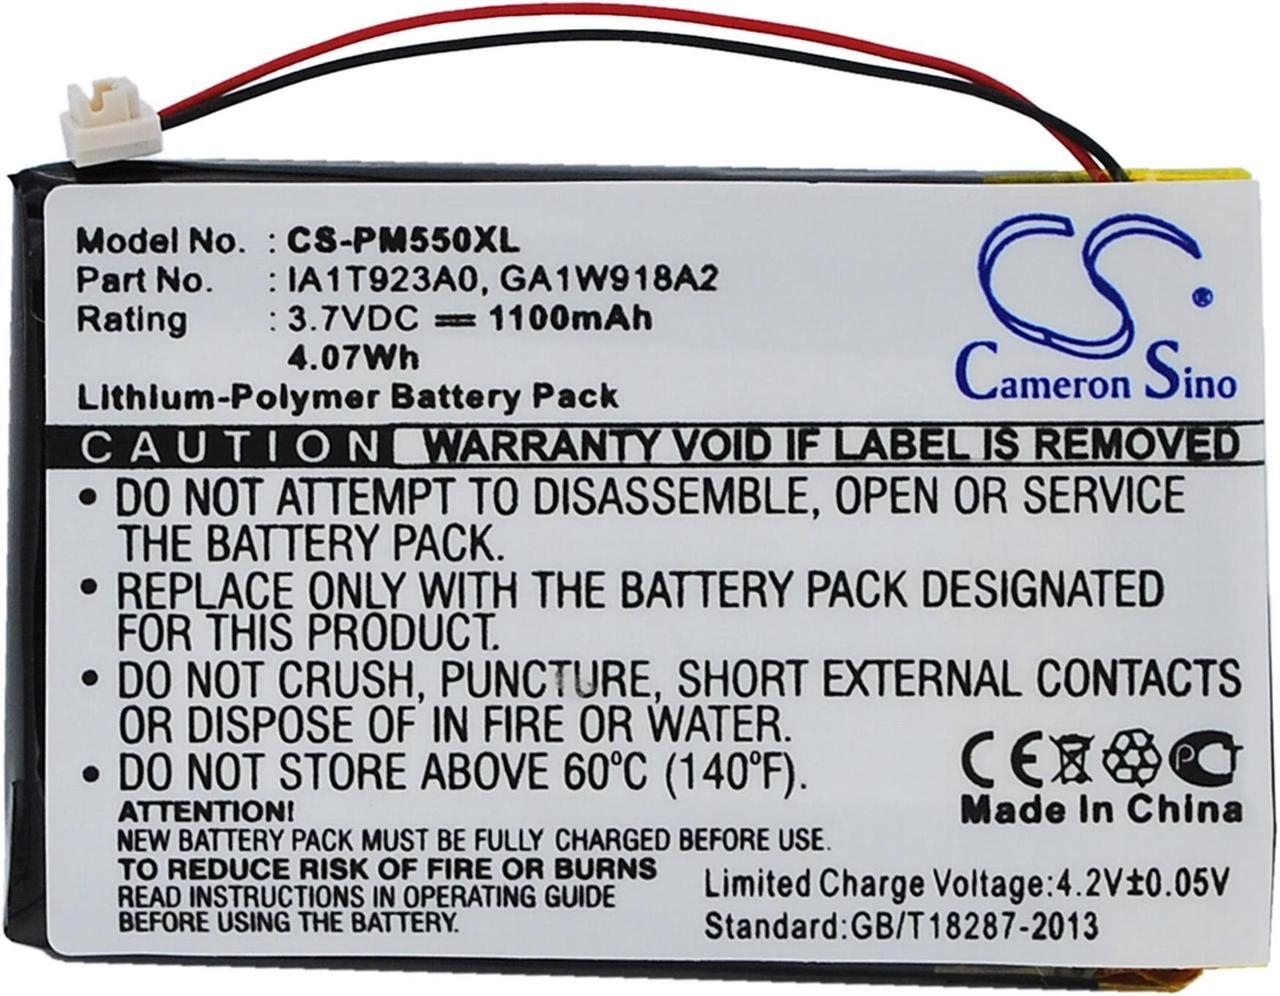 Model No. : CS-PM550XL
Part No. : IA1T923A0, GA1W918A2
Rating : 3.7VDC ⎓ 1100mAh
4.07Wh
Lithium-Polymer Battery Pack
CS ®
Cameron Sino
CAUTION WARRANTY VOID IF LABEL IS REMOVED
• DO NOT ATTEMPT TO DISASSEMBLE, OPEN OR SERVICE
THE BATTERY PACK.
• REPLACE ONLY WITH THE BATTERY PACK DESIGNATED
FOR THIS PRODUCT.
• DO NOT CRUSH, PUNCTURE, SHORT EXTERNAL CONTACTS
OR DISPOSE OF IN FIRE OR WATER.
• DO NOT STORE ABOVE 60°C (140°F).
CE PC
Made In China
ATTENTION!
NEW BATTERY PACK MUST BE FULLY CHARGED BEFORE USE.
TO REDUCE RISK OF FIRE OR BURNS
READ INSTRUCTIONS IN OPERATING GUIDE
BEFORE USING THE BATTERY.
Limited Charge Voltage:4.2V±0.05V
Standard:GB/T18287-2013